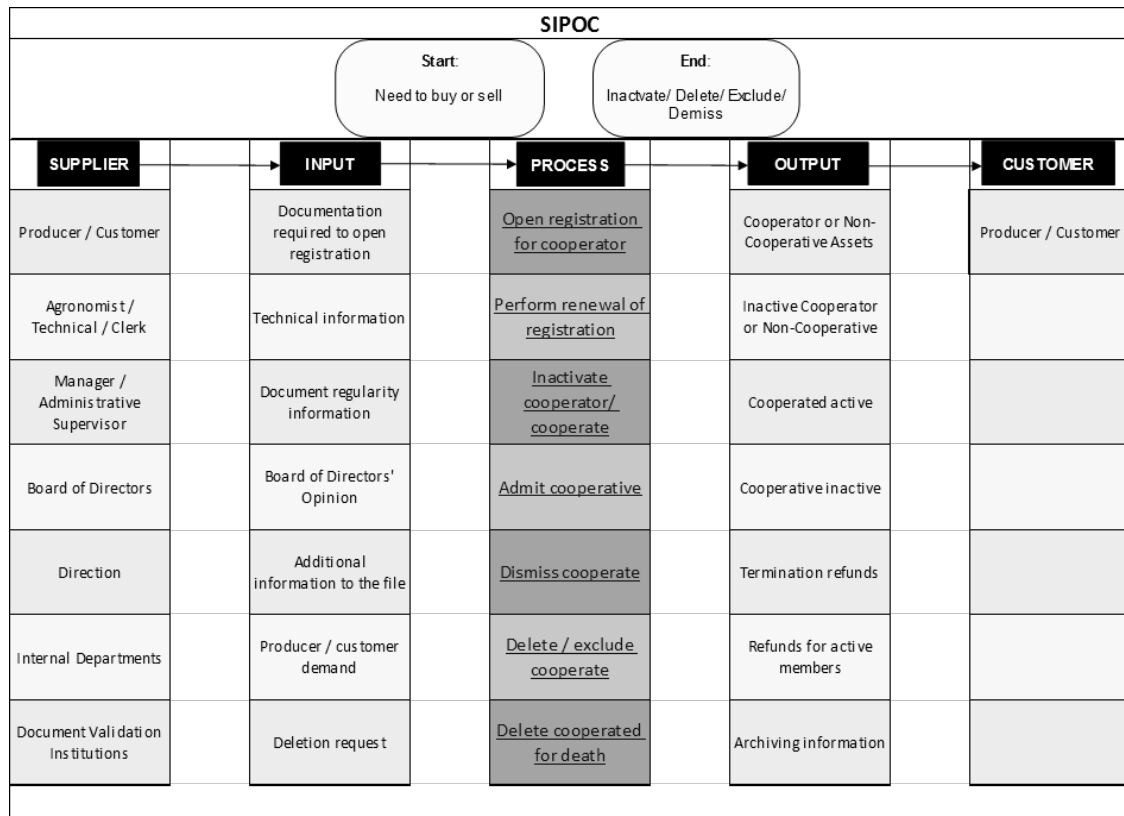 SIPOC
Start:
Need to buy or sell
End:
Inactvate/ Delete/ Exclude/
Demiss
SUPPLIER
INPUT
PROCESS
OUTPUT
CUSTOMER
Producer / Customer
Documentation
required to open
registration
Open registration
for cooperator
Cooperator or Non-
Cooperative Assets
Producer / Customer
Agronomist /
Technical / Clerk
Technical information
Perform renewal of
registration
Inactive Cooperator
or Non-Cooperative
Manager /
Administrative
Supervisor
Document regularity
information
Inactivate
cooperator/
cooperate
Cooperated active
Board of Directors
Board of Directors'
Opinion
Admit cooperative
Cooperative inactive
Direction
Additional
information to the file
Dismiss cooperate
Termination refunds
Internal Departments
Producer / customer
demand
Delete / exclude
cooperate
Refunds for active
members
Document Validation
Institutions
Deletion request
Delete cooperated
for death
Archiving information